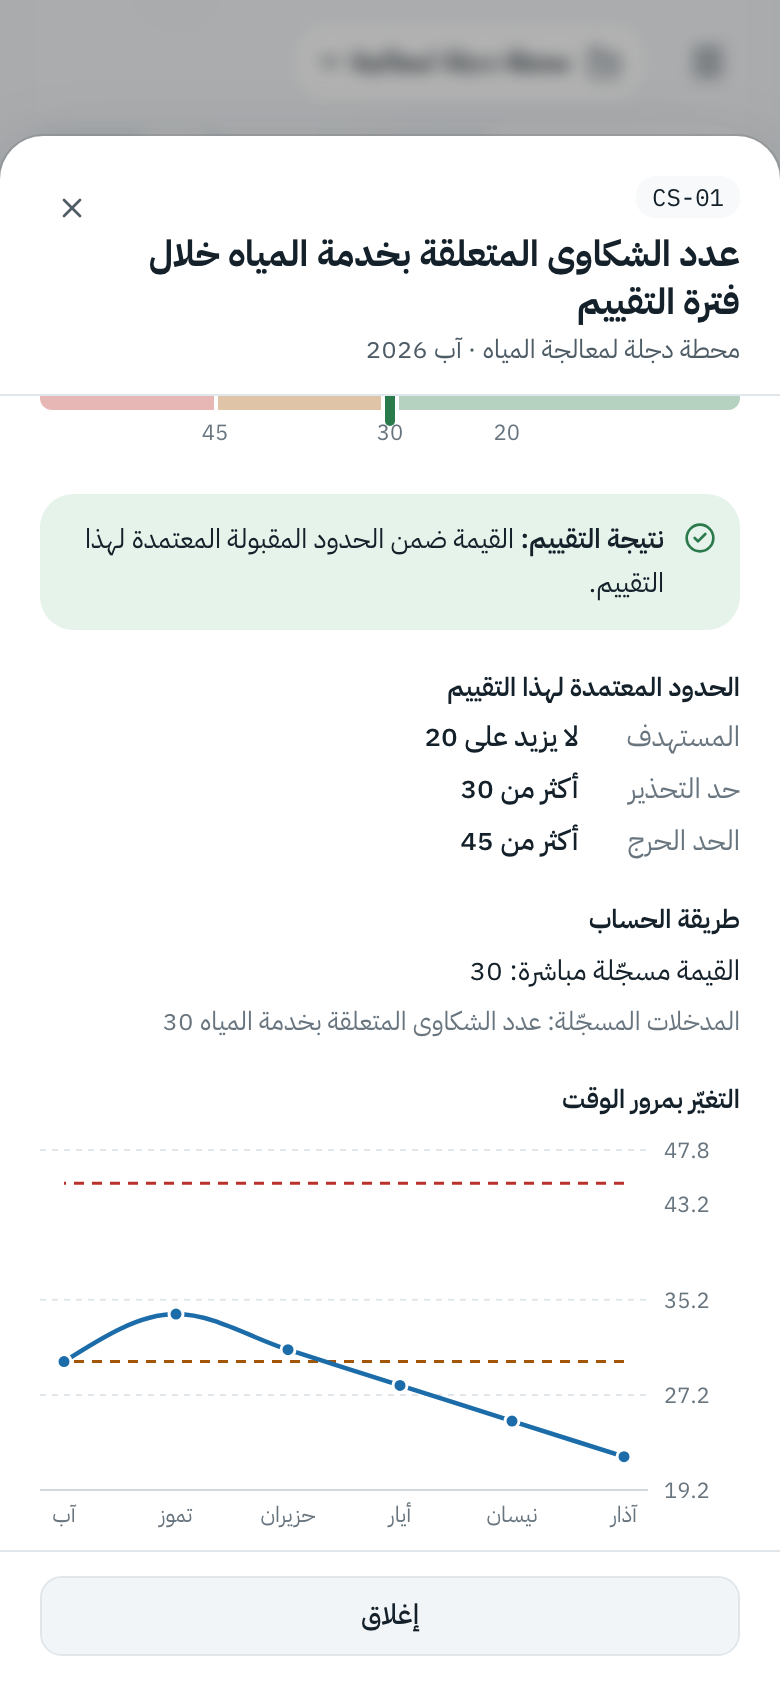 CS-01
عدد الشكاوى المتعلقة بخدمة المياه خلال
فترة التقييم
محطة دجلة لمعالجة المياه · آب 2026
20
30
45
نتيجة التقييم: القيمة ضمن الحدود المقبولة المعتمدة لهذا
التقييم.
الحدود المعتمدة لهذا التقييم
المستهدف لا يزيد على 20
حد التحذير أكثر من 30
الحد الحرج أكثر من 45
طريقة الحساب
القيمة مسجّلة مباشرة: 30
المدخلات المسجّلة: عدد الشكاوى المتعلقة بخدمة المياه 30
التغيّر بمرور الوقت
47.8
43.2
35.2
27.2
19.2
آذار
نيسان
أيار
حزيران
تموز
آب
إغلاق